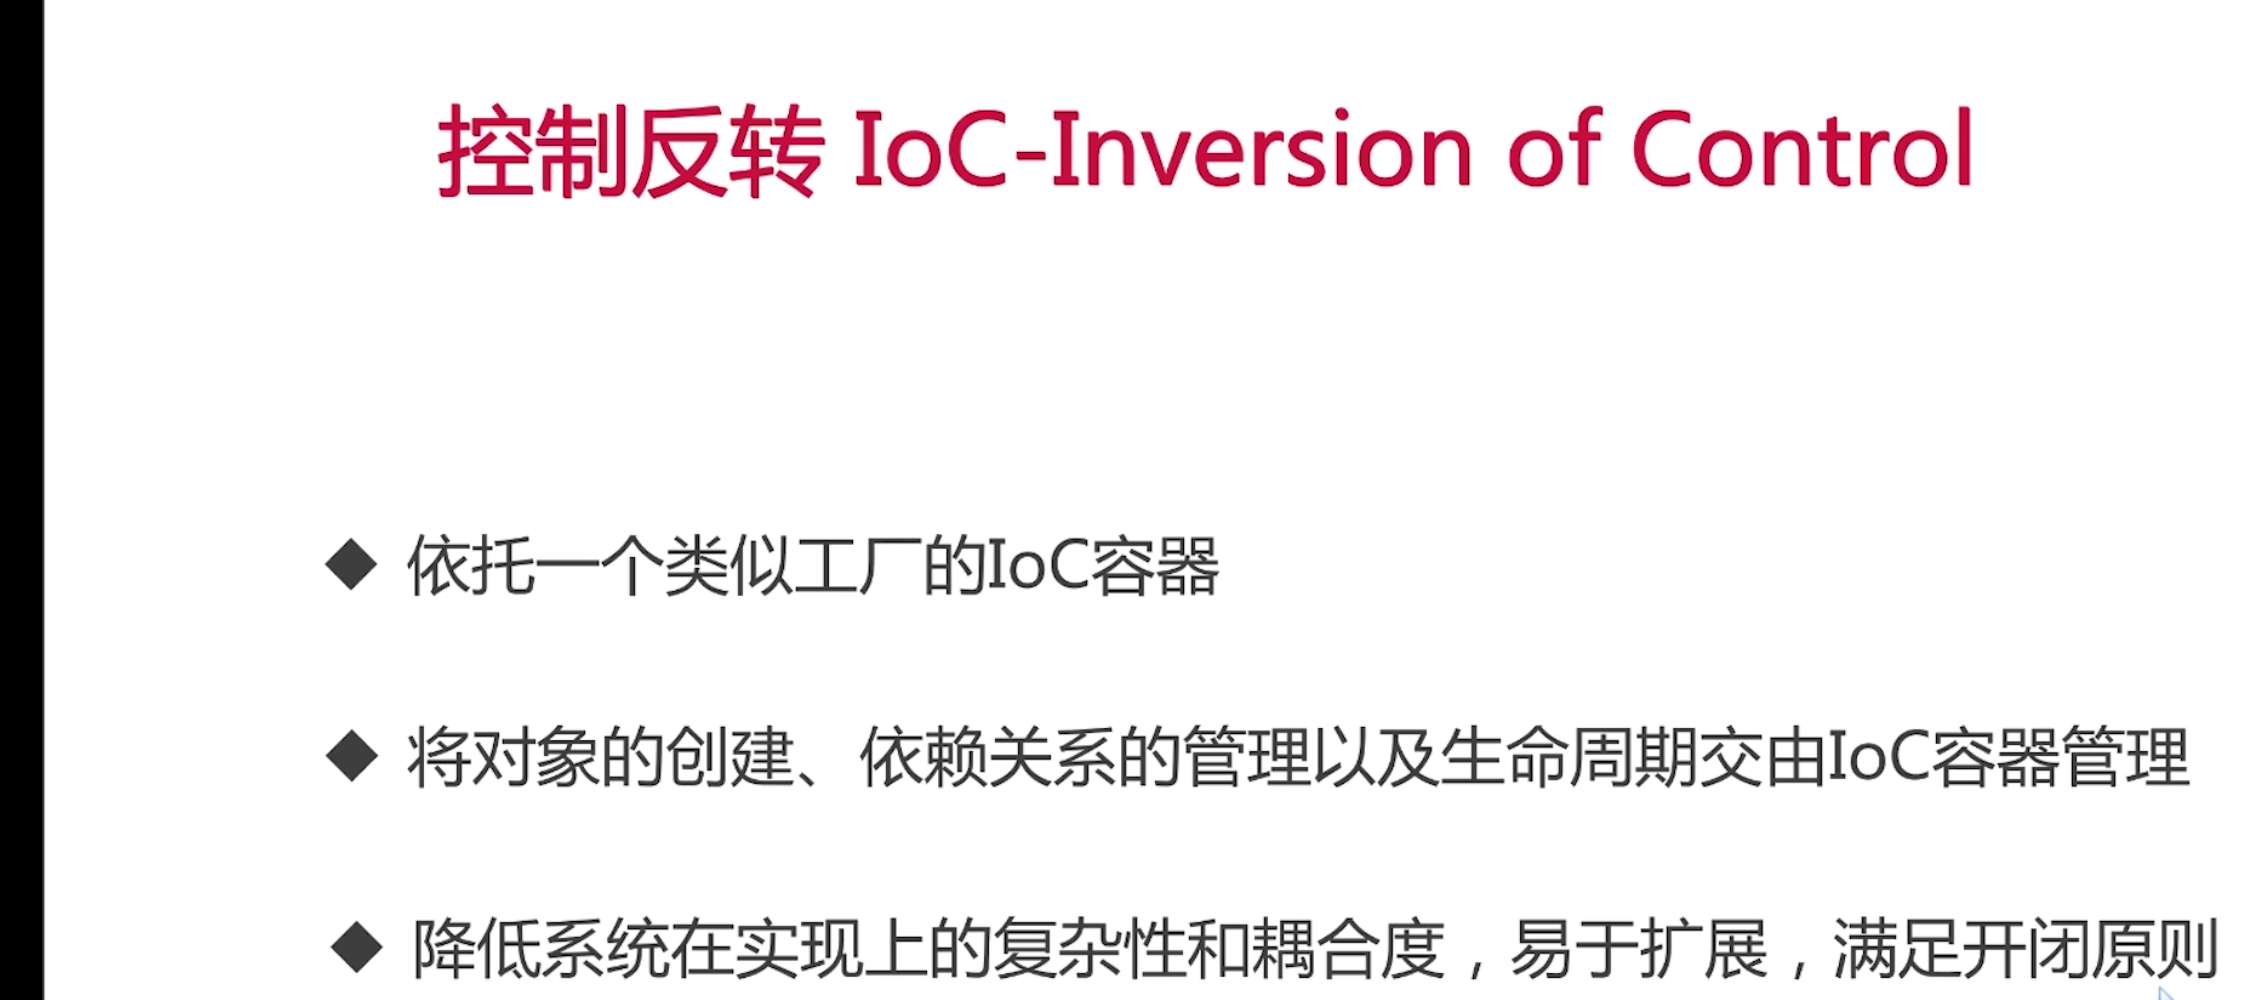 控制反转 IoC-Inversion of Control
◆ 依托一个类似工厂的IoC容器
◆ 将对象的创建、依赖关系的管理以及生命周期交由IoC容器管理
◆ 降低系统在实现上的复杂性和耦合度，易于扩展，满足开闭原则